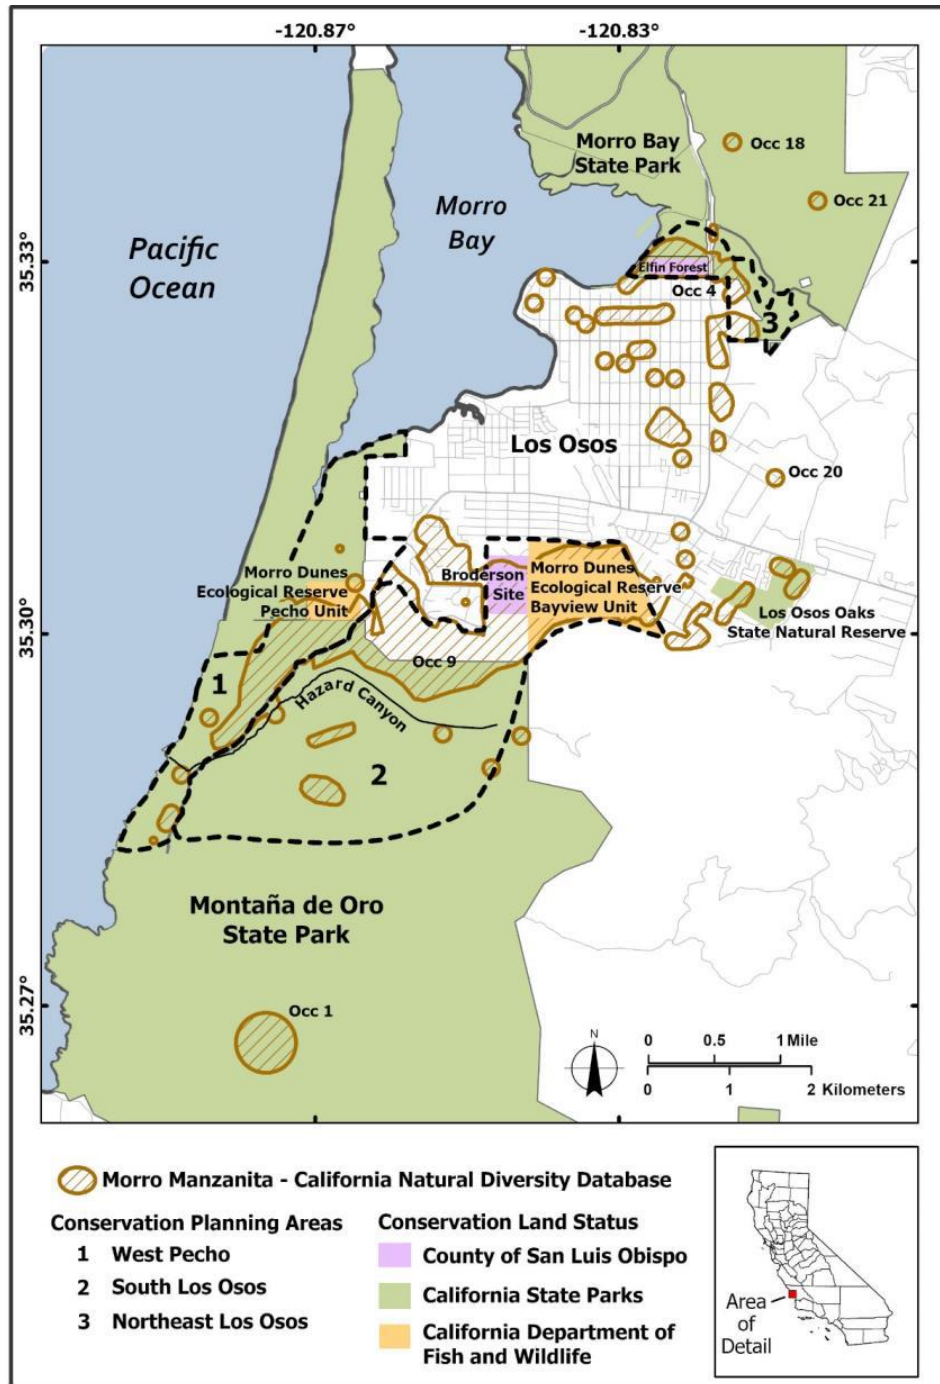 -120.87°
-120.83°
Morro Bay
State Park
Occ 18
Occ 21
Morro
Bay
Pacific
Ocean
35.33°
Elfin Forest
Occ 4
3
Los Osos
Occ 20
Morro Dunes
Ecological Reserve
Pecho Unit
Broderson
Site
Morro Dunes
Ecological Reserve
Bayview Unit
Los Osos Oaks
State Natural Reserve
35.30°
Occ 9
1
Hazard Canyon
2
Montaña de Oro
State Park
35.27°
Occ 1
N
0 0.5 1 Mile
0 1 2 Kilometers
Morro Manzanita - California Natural Diversity Database
Conservation Planning Areas
1 West Pecho
2 South Los Osos
3 Northeast Los Osos
Conservation Land Status
County of San Luis Obispo
California State Parks
California Department of
Fish and Wildlife
Area
of
Detail